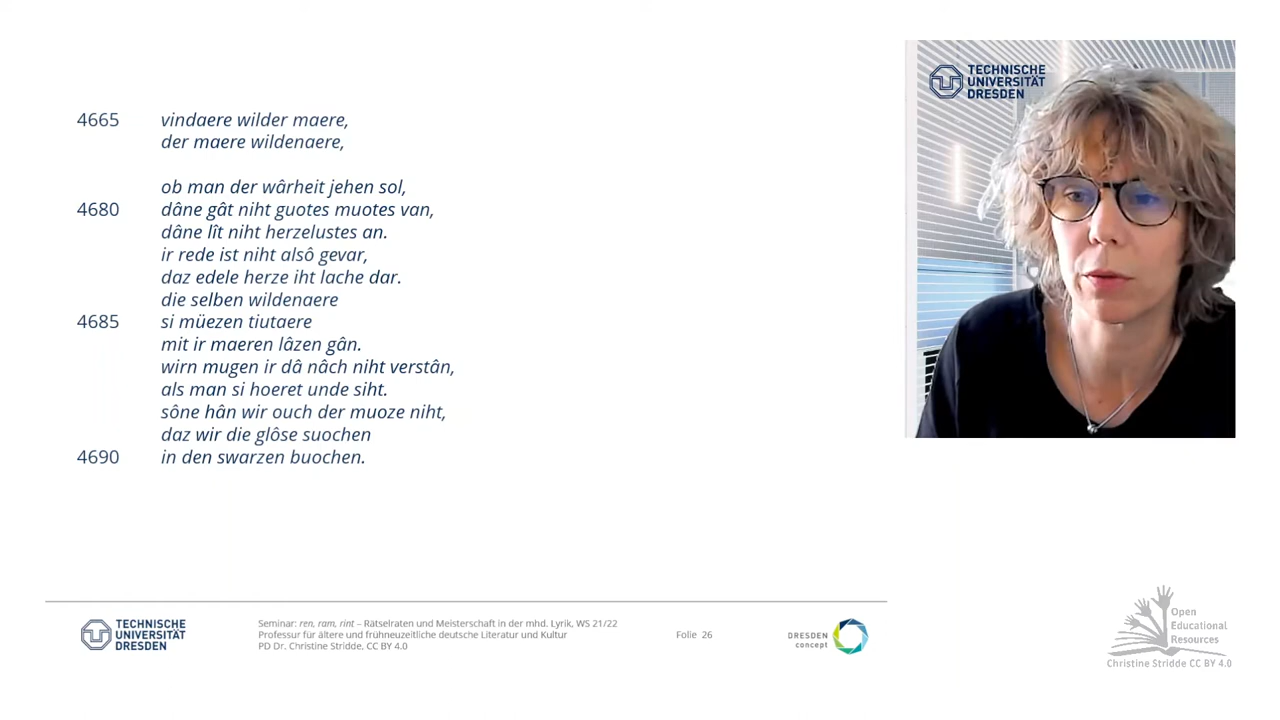 4665 vindaere wilder maere,
der maere wildenaere,
ob man der wârheit jehen sol,
4680 dâne gât niht guotes muotes van,
dâne lît niht herzelustes an.
ir rede ist niht alsô gevar,
daz edele herze iht lache dar.
die selben wildenaere
4685 si müezen tiutaere
mit ir maeren lâzen gân.
wirn mugen ir dâ nâch niht verstân,
als man si hoeret unde siht.
sône hân wir ouch der muoze niht,
daz wir die glôse suochen
4690 in den swarzen buochen.
TECHNISCHE
UNIVERSITÄT
DRESDEN
TECHNISCHE
UNIVERSITÄT
DRESDEN
Seminar: ren, ram, rint – Rätselraten und Meisterschaft in der mhd. Lyrik, WS 21/22
Professur für ältere und frühneuzeitliche deutsche Literatur und Kultur
PD Dr. Christine Stridde, CC BY 4.0
Folie 26
DRESDEN
concept
Open
Educational
Resources
Christine Stridde CC BY 4.0